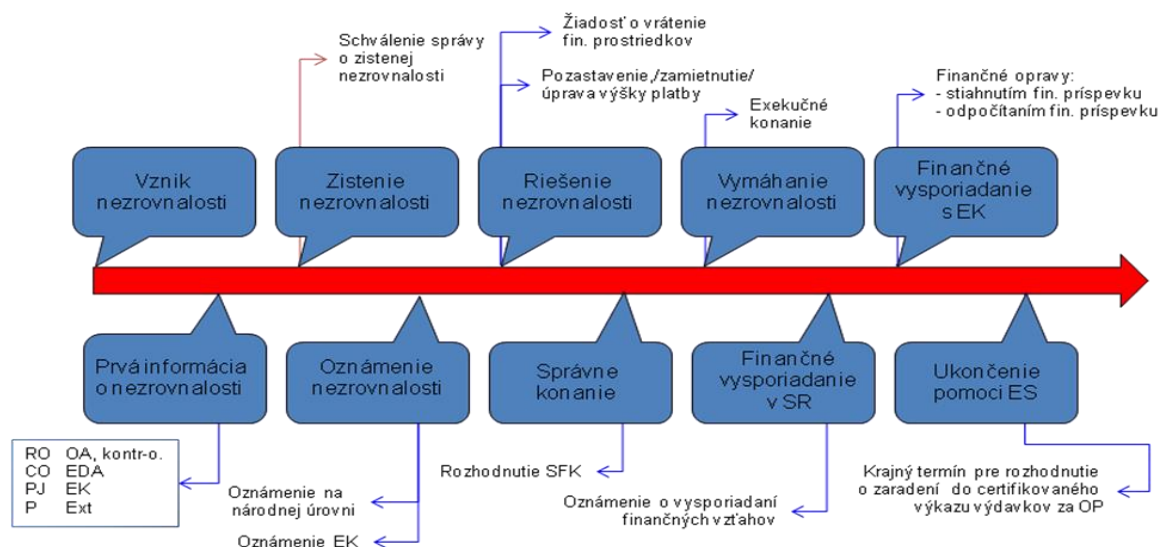 Schválenie správy
o zistenej
nezrovnalosti
Žiadosť o vrátenie
fin. prostriedkov
Pozastavenie,/zamietnutie/
úprava výšky platby
Exekučné
konanie
Finančné opravy:
- stiahnutím fin. príspevku
- odpočítaním fin. príspevku
Vznik
nezrovnalosti
Zistenie
nezrovnalosti
Riešenie
nezrovnalosti
Vymáhanie
nezrovnalosti
Finančné
vysporiadanie
s EK
Prvá informácia
o nezrovnalosti
Oznámenie
nezrovnalosti
Správne
konanie
Finančné
vysporiadanie
v SR
Ukončenie
pomoci ES
RO OA, kontr-o.
CO EDA
PJ EK
P Ext
Oznámenie na
národnej úrovni
Oznámenie EK
Rozhodnutie SFK
Oznámenie o vysporiadaní
finančných vzťahov
Krajný termín pre rozhodnutie
o zaradení do certifikovaného
výkazu výdavkov za OP